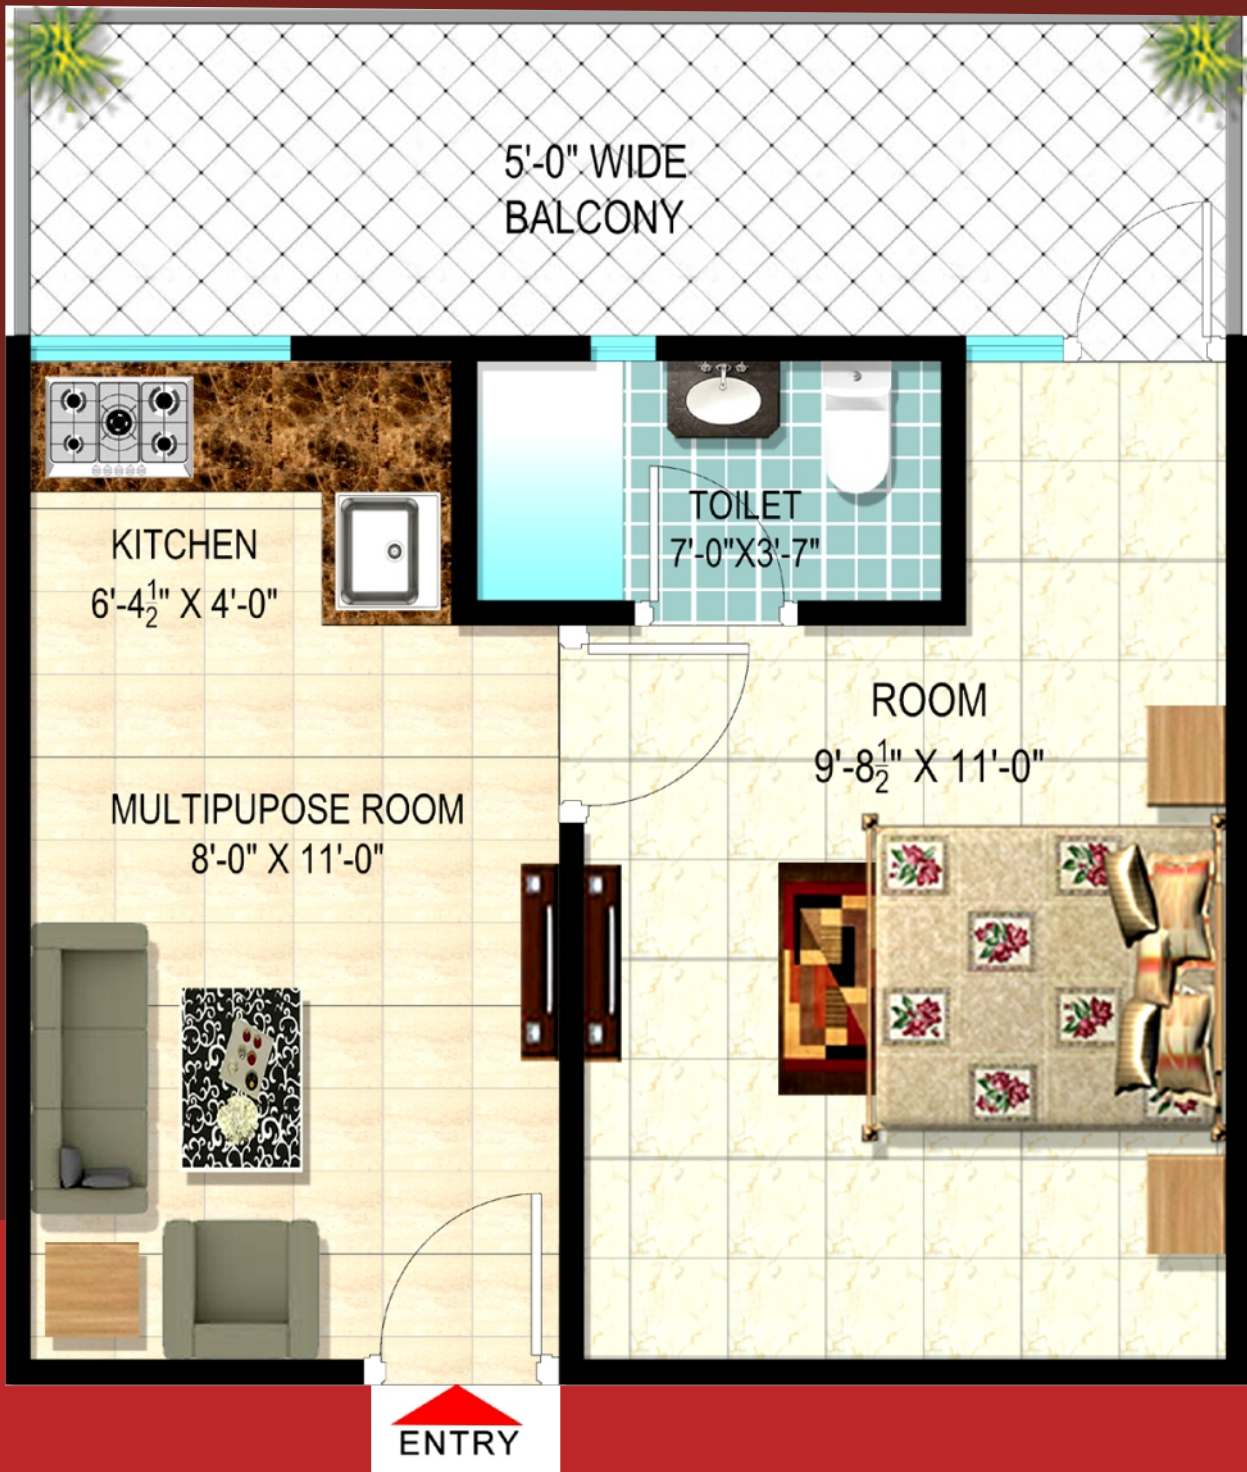 5'-0" WIDE
BALCONY
TOILET
7'-0"X3'-7"
KITCHEN
6'-4½" X 4'-0"
ROOM
9'-8½" X 11'-0"
MULTIPUPOSE ROOM
8'-0" X 11'-0"
ENTRY